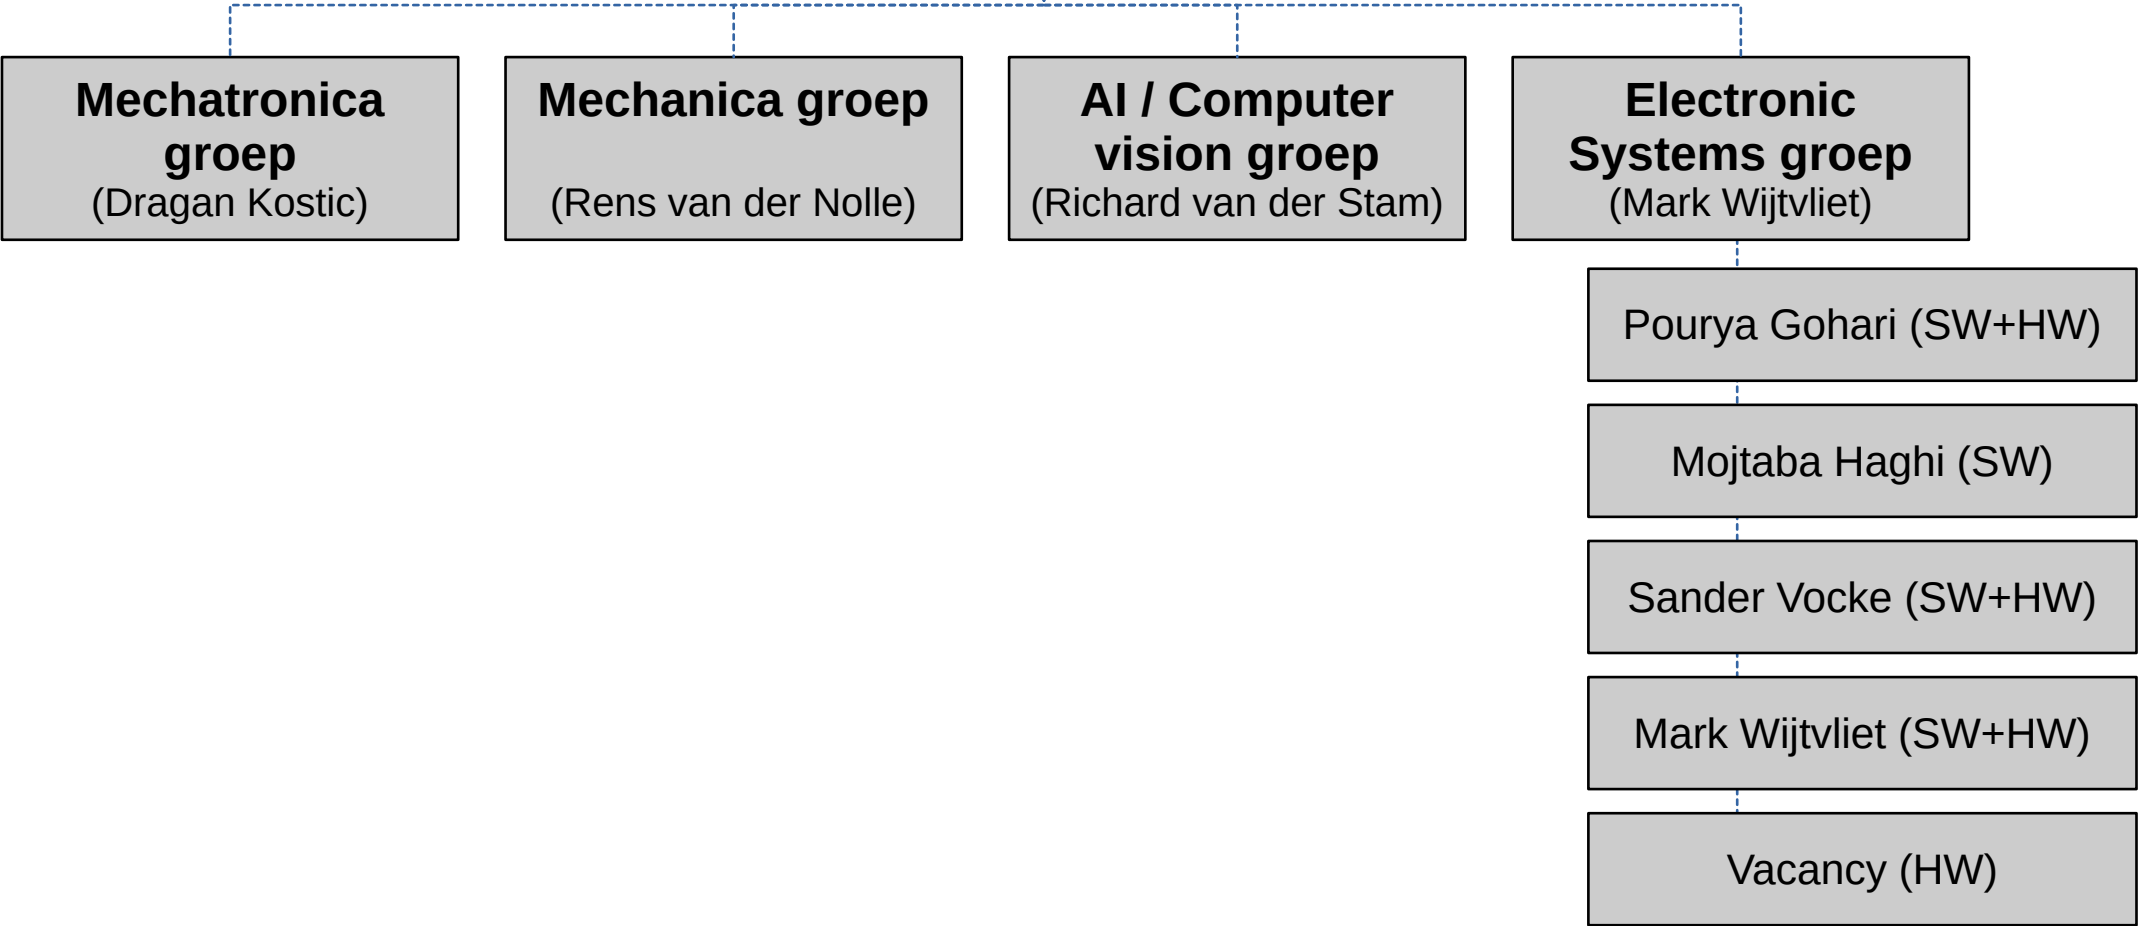 Mechatronica
groep
(Dragan Kostic)
Mechanica groep
(Rens van der Nolle)
AI / Computer
vision groep
(Richard van der Stam)
Electronic
Systems groep
(Mark Wijtvliet)
Pourya Gohari (SW+HW)
Mojtaba Haghi (SW)
Sander Vocke (SW+HW)
Mark Wijtvliet (SW+HW)
Vacancy (HW)